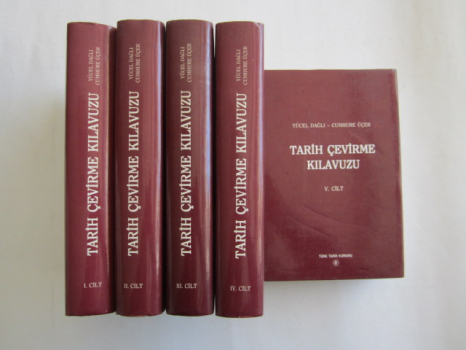 YÜCEL DAĞLI
CUMHURE ÜÇER
TARİH ÇEVİRME KILAVUZU
I. CİLT
YÜCEL DAĞLI
CUMHURE ÜÇER
TARİH ÇEVİRME KILAVUZU
II. CİLT
YÜCEL DAĞLI
CUMHURE ÜÇER
TARİH ÇEVİRME KILAVUZU
III. CİLT
YÜCEL DAĞLI
CUMHURE ÜÇER
TARİH ÇEVİRME KILAVUZU
IV. CİLT
YÜCEL DAĞLI - CUMHURE ÜÇER
TARİH ÇEVİRME
KILAVUZU
V. CİLT
TÜRK TARİH KURUMU